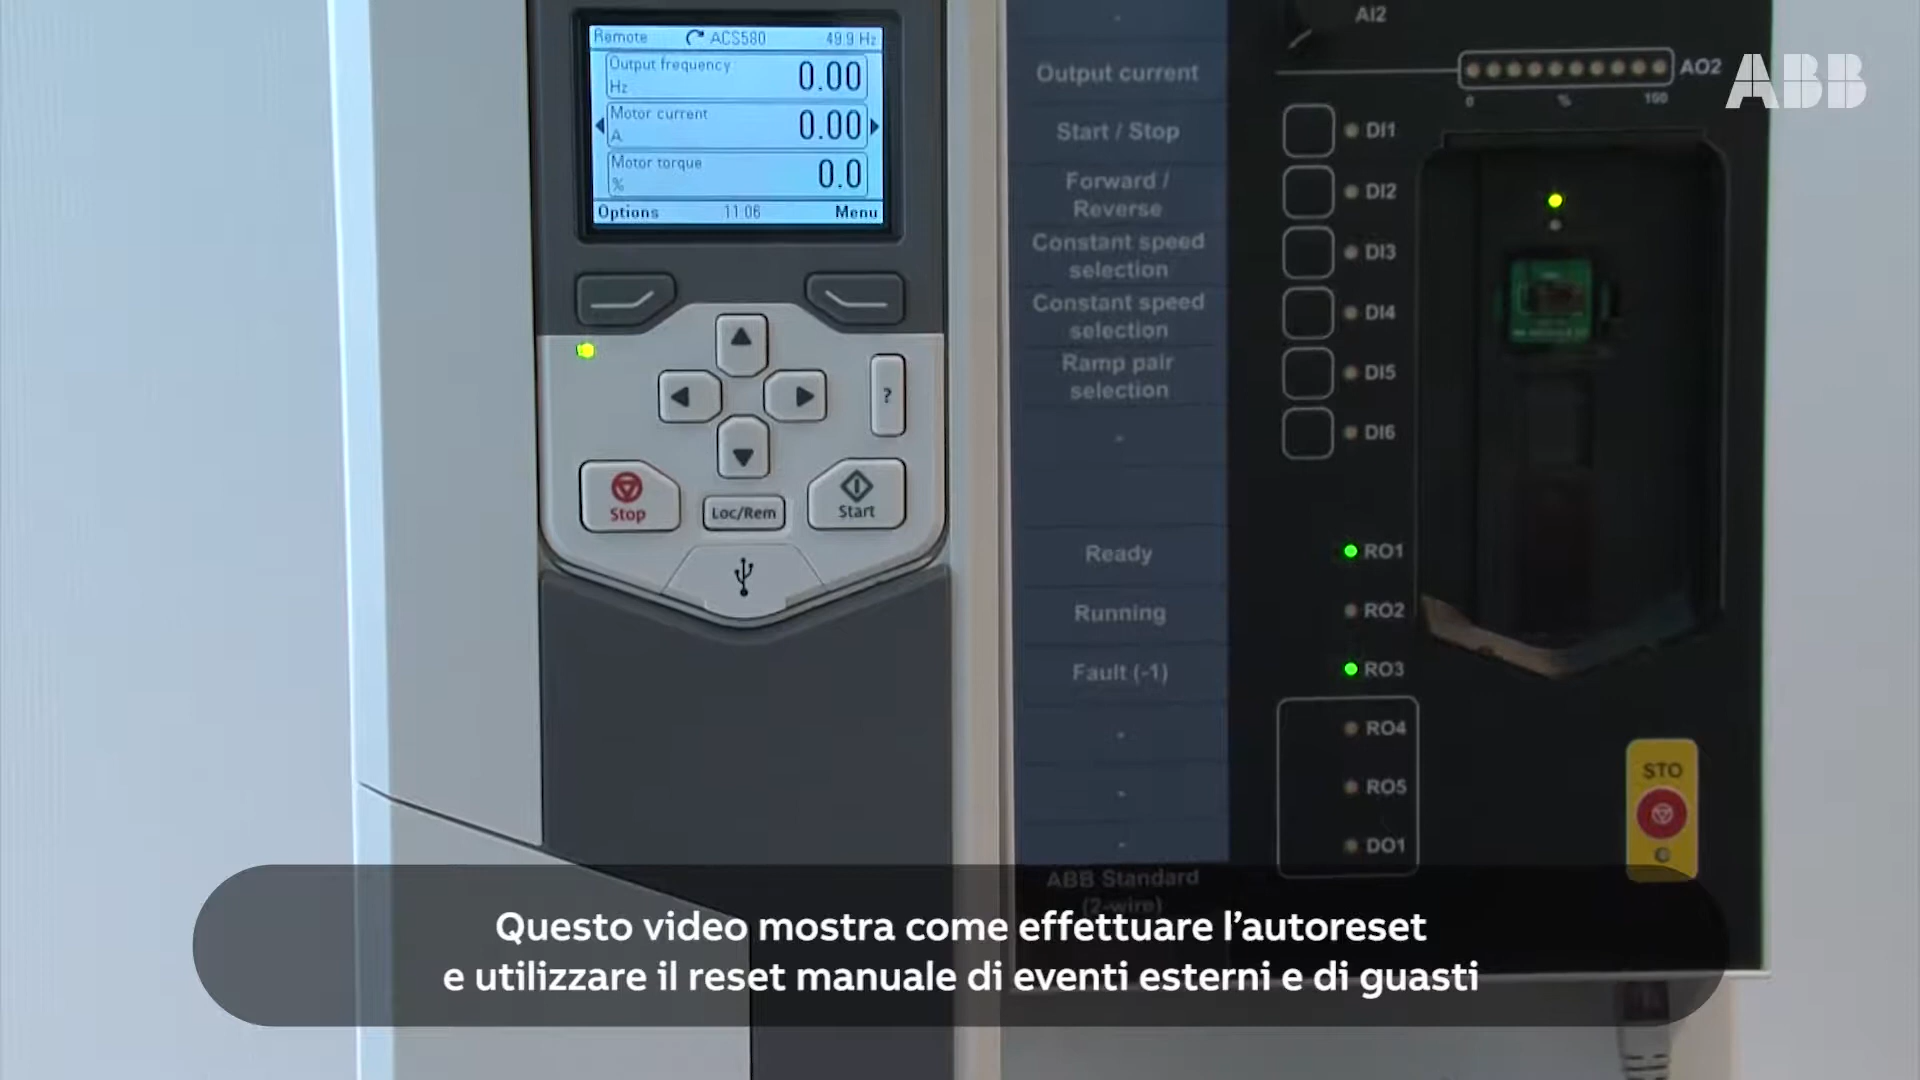 Remote ACS580 49.9 Hz
Output frequency
Hz
0.00
Motor current
A
0.00
Motor torque
%
0.0
Options 11:06 Menu
?
Stop
Loc/Rem
Start
AI2
Output current
AO2
0 % 100
ABB
Start / Stop
DI1
Forward /
Reverse
DI2
Constant speed
selection
DI3
Constant speed
selection
DI4
Ramp pair
selection
DI5
- DI6
Ready RO1
Running RO2
Fault (-1) RO3
- RO4
- RO5
- DO1
STO
ABB Standard
(2-wire)
Questo video mostra come effettuare l’autoreset
e utilizzare il reset manuale di eventi esterni e di guasti